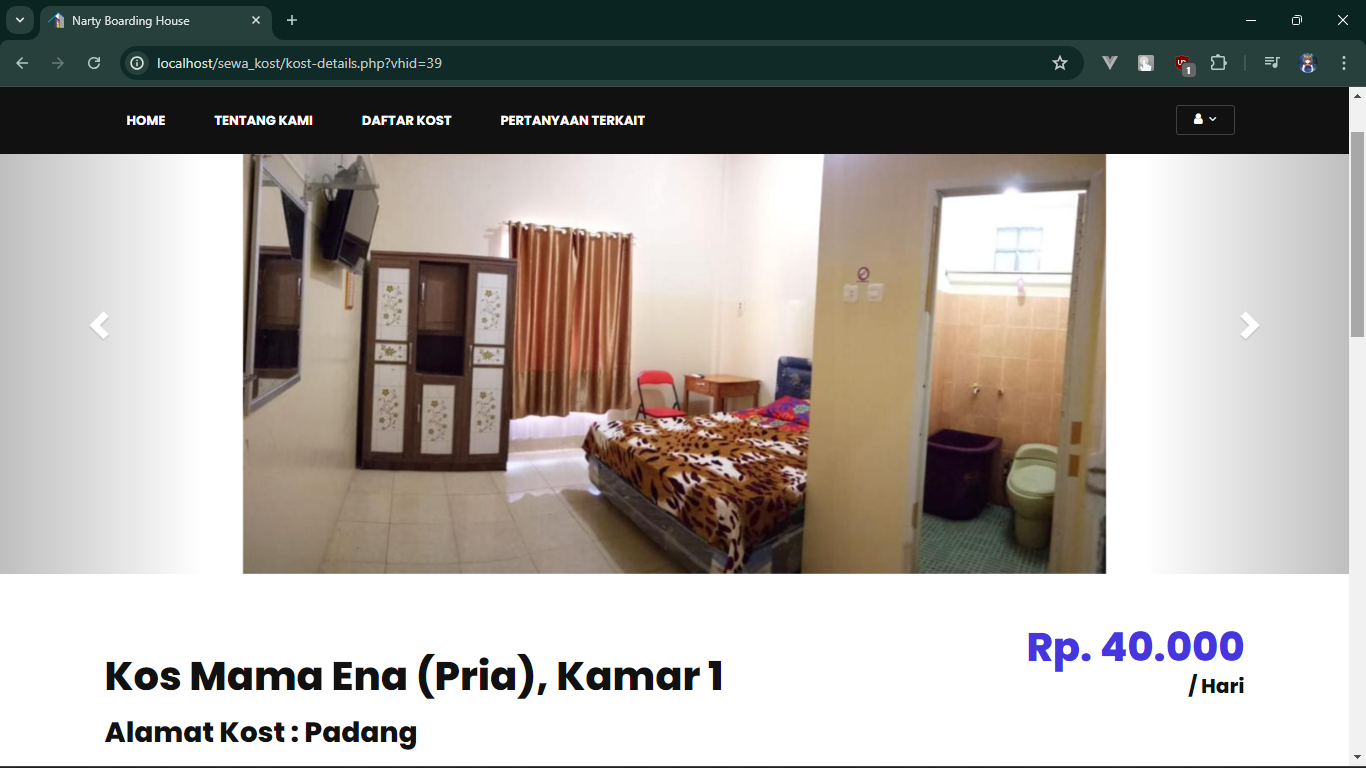 Narty Boarding House
localhost/sewa_kost/kost-details.php?vhid=39
1
HOME
TENTANG KAMI
DAFTAR KOST
PERTANYAAN TERKAIT
Rp. 40.000
/ Hari
Kos Mama Ena (Pria), Kamar 1
Alamat Kost : Padang